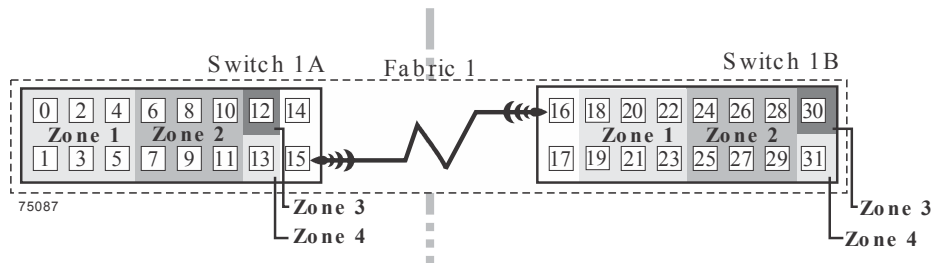 Switch 1A Fabric 1 Switch 1B
0 2 4 6 8 10 12 14 16 18 20 22 24 26 28 30
Zone 1 Zone 2 Zone 1 Zone 2
1 3 5 7 9 11 13 15 17 19 21 23 25 27 29 31
75087
Zone 3 Zone 3
Zone 4 Zone 4